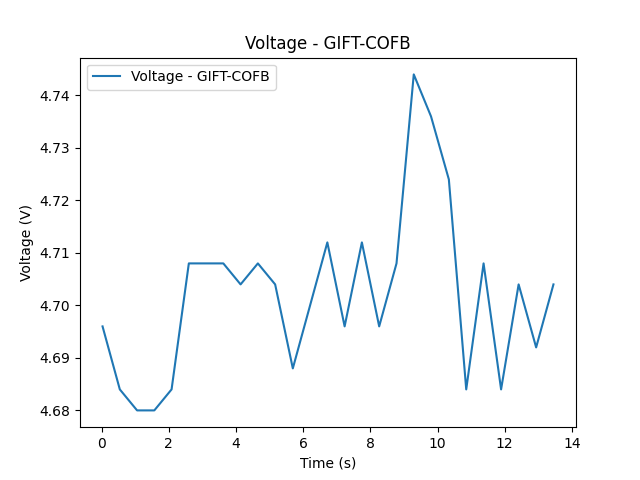 Voltage - GIFT-COFB
Voltage - GIFT-COFB
4.74
4.73
4.72
4.71
4.70
4.69
4.68
Voltage (V)
0 2 4 6 8 10 12 14
Time (s)